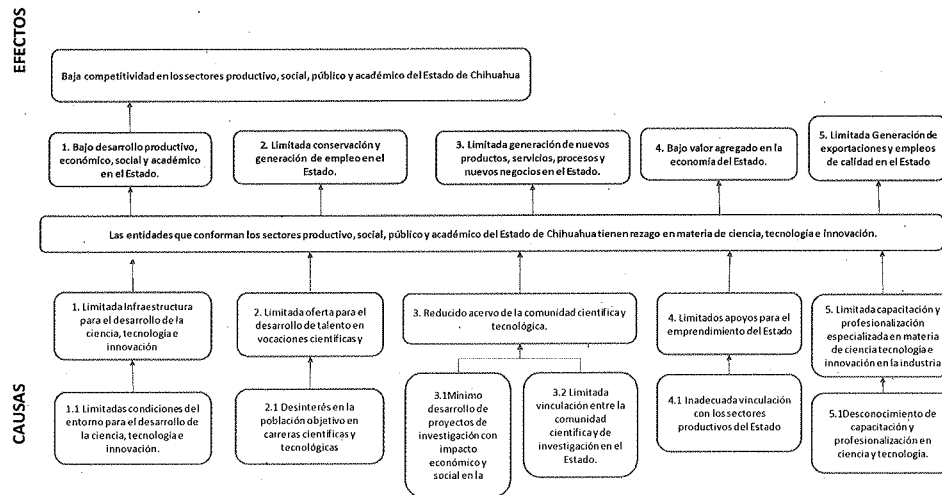 EFECTOS
Baja competitividad en los sectores productivo, social, público y académico del Estado de Chihuahua
1. Bajo desarrollo productivo,
económico, social y académico
en el Estado.
2. Limitada conservación y
generación de empleo en el
Estado.
3. Limitada generación de nuevos
productos, servicios, procesos y
nuevos negocios en el Estado.
4. Bajo valor agregado en la
economía del Estado.
5. Limitada Generación de
exportaciones y empleos
de calidad en el Estado
Las entidades que conforman los sectores productivo, social, público y académico del Estado de Chihuahua tienen rezago en materia de ciencia, tecnología e innovación.
1. Limitada Infraestructura
para el desarrollo de la
ciencia, tecnología e
innovación
2. Limitada oferta para el
desarrollo de talento en
vocaciones científicas y
3. Reducido acervo de la comunidad científica y
tecnológica.
4. Limitados apoyos para el
emprendimiento del Estado
5. Limitada capacitación y
profesionalización
especializada en materia
de ciencia tecnología e
innovación en la industria
CAUSAS
1.1 Limitadas condiciones del
entorno para el desarrollo de
la ciencia, tecnología e
innovación.
2.1 Desinterés en la
población objetivo en
carreras científicas y
tecnológicas
3.1Mínimo
desarrollo de
proyectos de
investigación con
impacto
económico y
social en la
3.2 Limitada
vinculación entre la
comunidad
científica y de
investigación en el
Estado.
4.1 Inadecuada vinculación
con los sectores
productivos del Estado
5.1Desconocimiento de
capacitación y
profesionalización en
ciencia y tecnología.